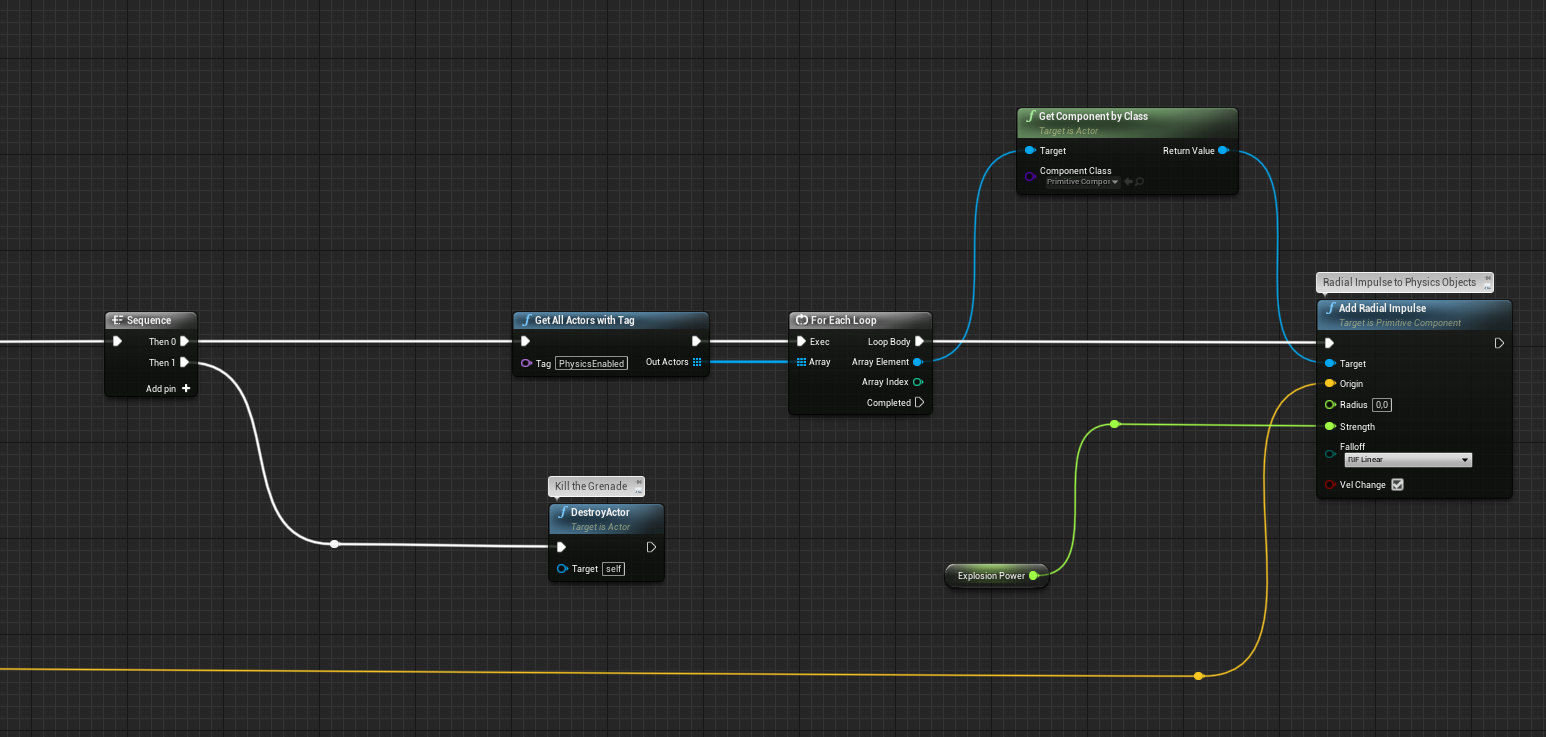 Get Component by Class
Target is Actor
Target
Return Value
Component Class
Primitive Compor
Radial Impulse to Physics Objects
Sequence
Then 0
Then 1
Add pin
Get All Actors with Tag
Tag PhysicsEnabled
Out Actors
For Each Loop
Exec
Loop Body
Array
Array Element
Array Index
Completed
Add Radial Impulse
Target is Primitive Component
Target
Origin
Radius 0,0
Strength
Falloff
RIF Linear
Vel Change
Kill the Grenade
DestroyActor
Target is Actor
Target self
Explosion Power